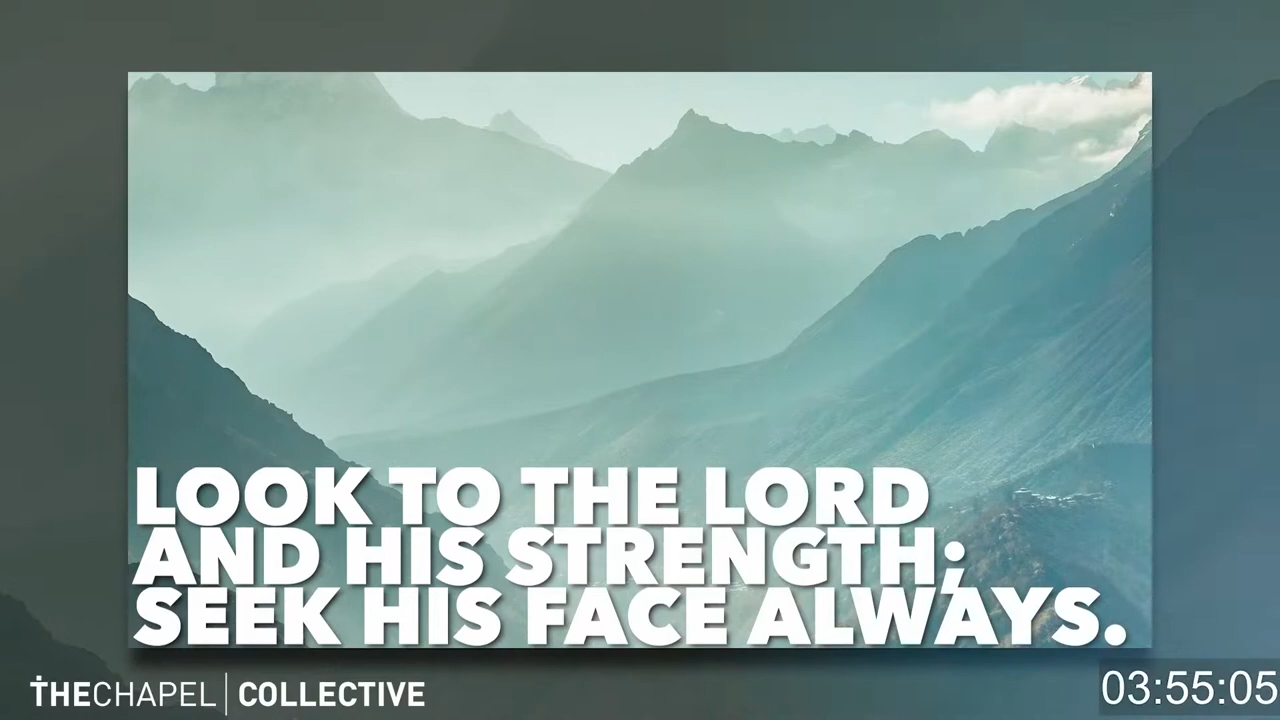 LOOK TO THE LORD
AND HIS STRENGTH;
SEEK HIS FACE ALWAYS.
THECHAPEL | COLLECTIVE
03:55:05